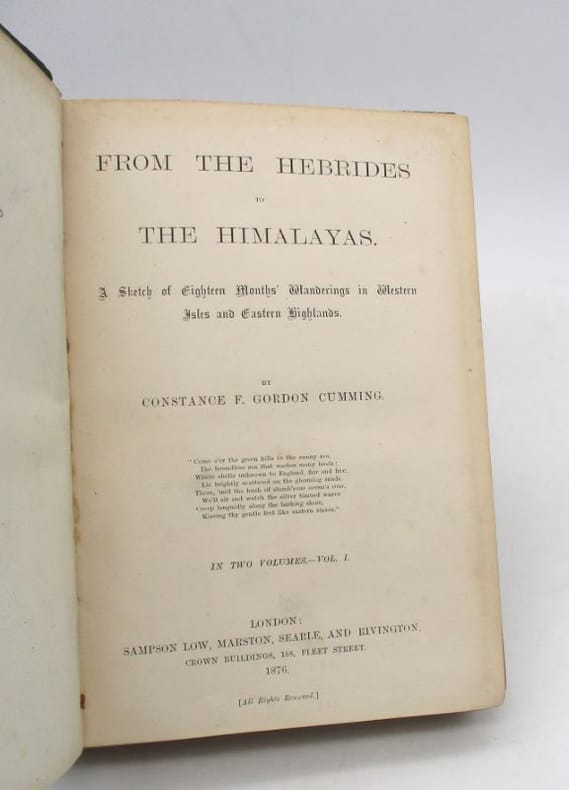 FROM THE HEBRIDES
TO
THE HIMALAYAS.
A Sketch of Eighteen Months' Wanderings in Western
Isles and Eastern Highlands.
BY
CONSTANCE F. GORDON CUMMING.
"Come o'er the green hills to the sunny sea,
The boundless sea that washes many lands;
Where shells unknown to England, fair and free,
Lie brightly scattered on the gleaming sands.
There, 'mid the hush of slumb'rous ocean's roar,
We'll sit and watch the silver tissued waves
Creep languidly along the basking shore,
Kissing thy gentle feet like eastern slaves."
IN TWO VOLUMES.—VOL. I.
LONDON:
SAMPSON LOW, MARSTON, SEARLE, AND RIVINGTON,
CROWN BUILDINGS, 188, FLEET STREET.
1876.
[All Rights Reserved.]